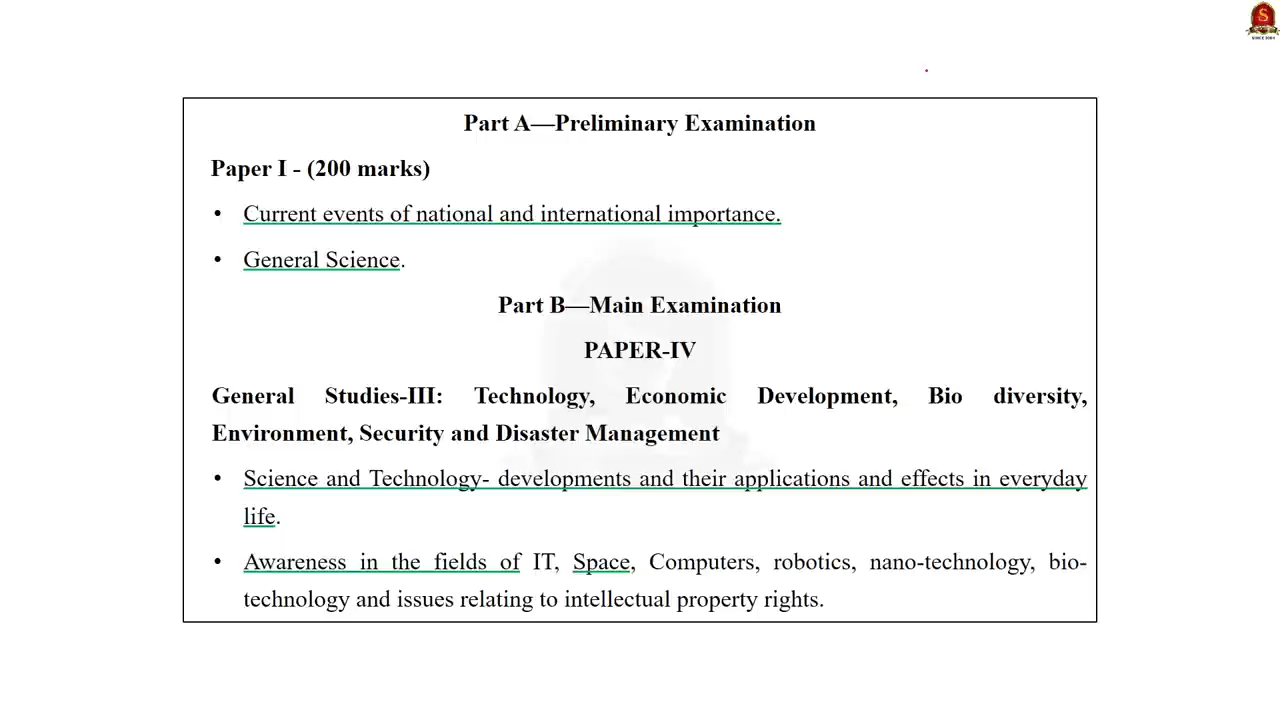 Part A—Preliminary Examination
Paper I - (200 marks)
• Current events of national and international importance.
• General Science.
Part B—Main Examination
PAPER-IV
General Studies-III: Technology, Economic Development, Bio diversity,
Environment, Security and Disaster Management
• Science and Technology- developments and their applications and effects in everyday
life.
• Awareness in the fields of IT, Space, Computers, robotics, nano-technology, bio-
technology and issues relating to intellectual property rights.